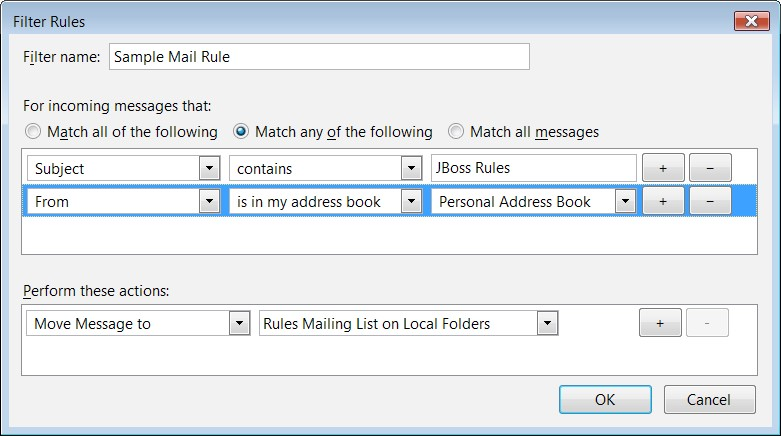 Filter Rules
Filter name: Sample Mail Rule
For incoming messages that:
Match all of the following Match any of the following Match all messages
Subject contains JBoss Rules + −
From is in my address book Personal Address Book + −
Perform these actions:
Move Message to Rules Mailing List on Local Folders + -
OK Cancel